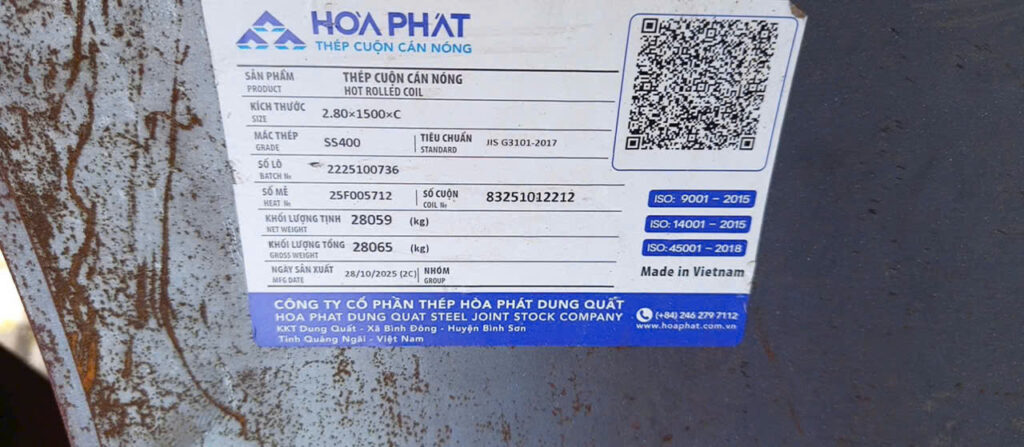 HÒA PHÁT
THÉP CUỘN CÁN NÓNG
SẢN PHẨM THÉP CUỘN CÁN NÓNG
PRODUCT HOT ROLLED COIL
KÍCH THƯỚC 2.80×1500×C
SIZE
MÁC THÉP SS400 TIÊU CHUẨN JIS G3101-2017
GRADE STANDARD
SỐ LÔ 2225100736
BATCH №
SỐ MẺ 25F005712 SỐ CUỘN 83251012212
HEAT № COIL №
KHỐI LƯỢNG TỊNH 28059 (kg)
NET WEIGHT
KHỐI LƯỢNG TỔNG 28065 (kg)
GROSS WEIGHT
NGÀY SẢN XUẤT 28/10/2025 (2C) NHÓM
MFG DATE GROUP
ISO: 9001 - 2015
ISO: 14001 - 2015
ISO: 45001 - 2018
Made in Vietnam
CÔNG TY CỔ PHẦN THÉP HÒA PHÁT DUNG QUẤT
HOA PHAT DUNG QUAT STEEL JOINT STOCK COMPANY
KKT Dung Quất - Xã Bình Đông - Huyện Bình Sơn
Tỉnh Quảng Ngãi - Việt Nam
(+84) 246 279 7112
www.hoaphat.com.vn